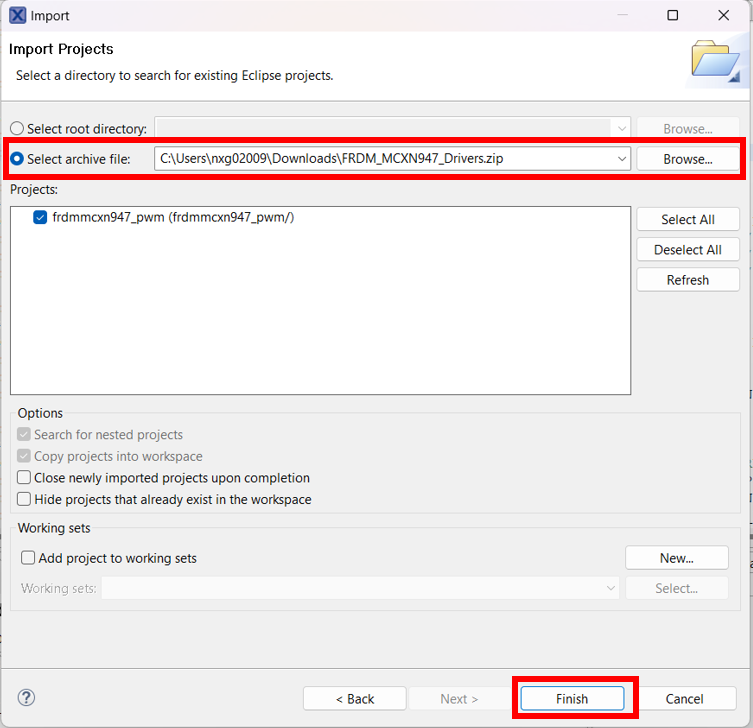 Import
Import Projects
Select a directory to search for existing Eclipse projects.
Select root directory:
Browse...
Select archive file:
C:\Users\nxg02009\Downloads\FRDM_MCXN947_Drivers.zip
Browse...
Projects:
frdmmcxn947_pwm (frdmmcxn947_pwm/)
Select All
Deselect All
Refresh
Options
Search for nested projects
Copy projects into workspace
Close newly imported projects upon completion
Hide projects that already exist in the workspace
Working sets
Add project to working sets
New...
Working sets:
Select...
?
< Back
Next >
Finish
Cancel